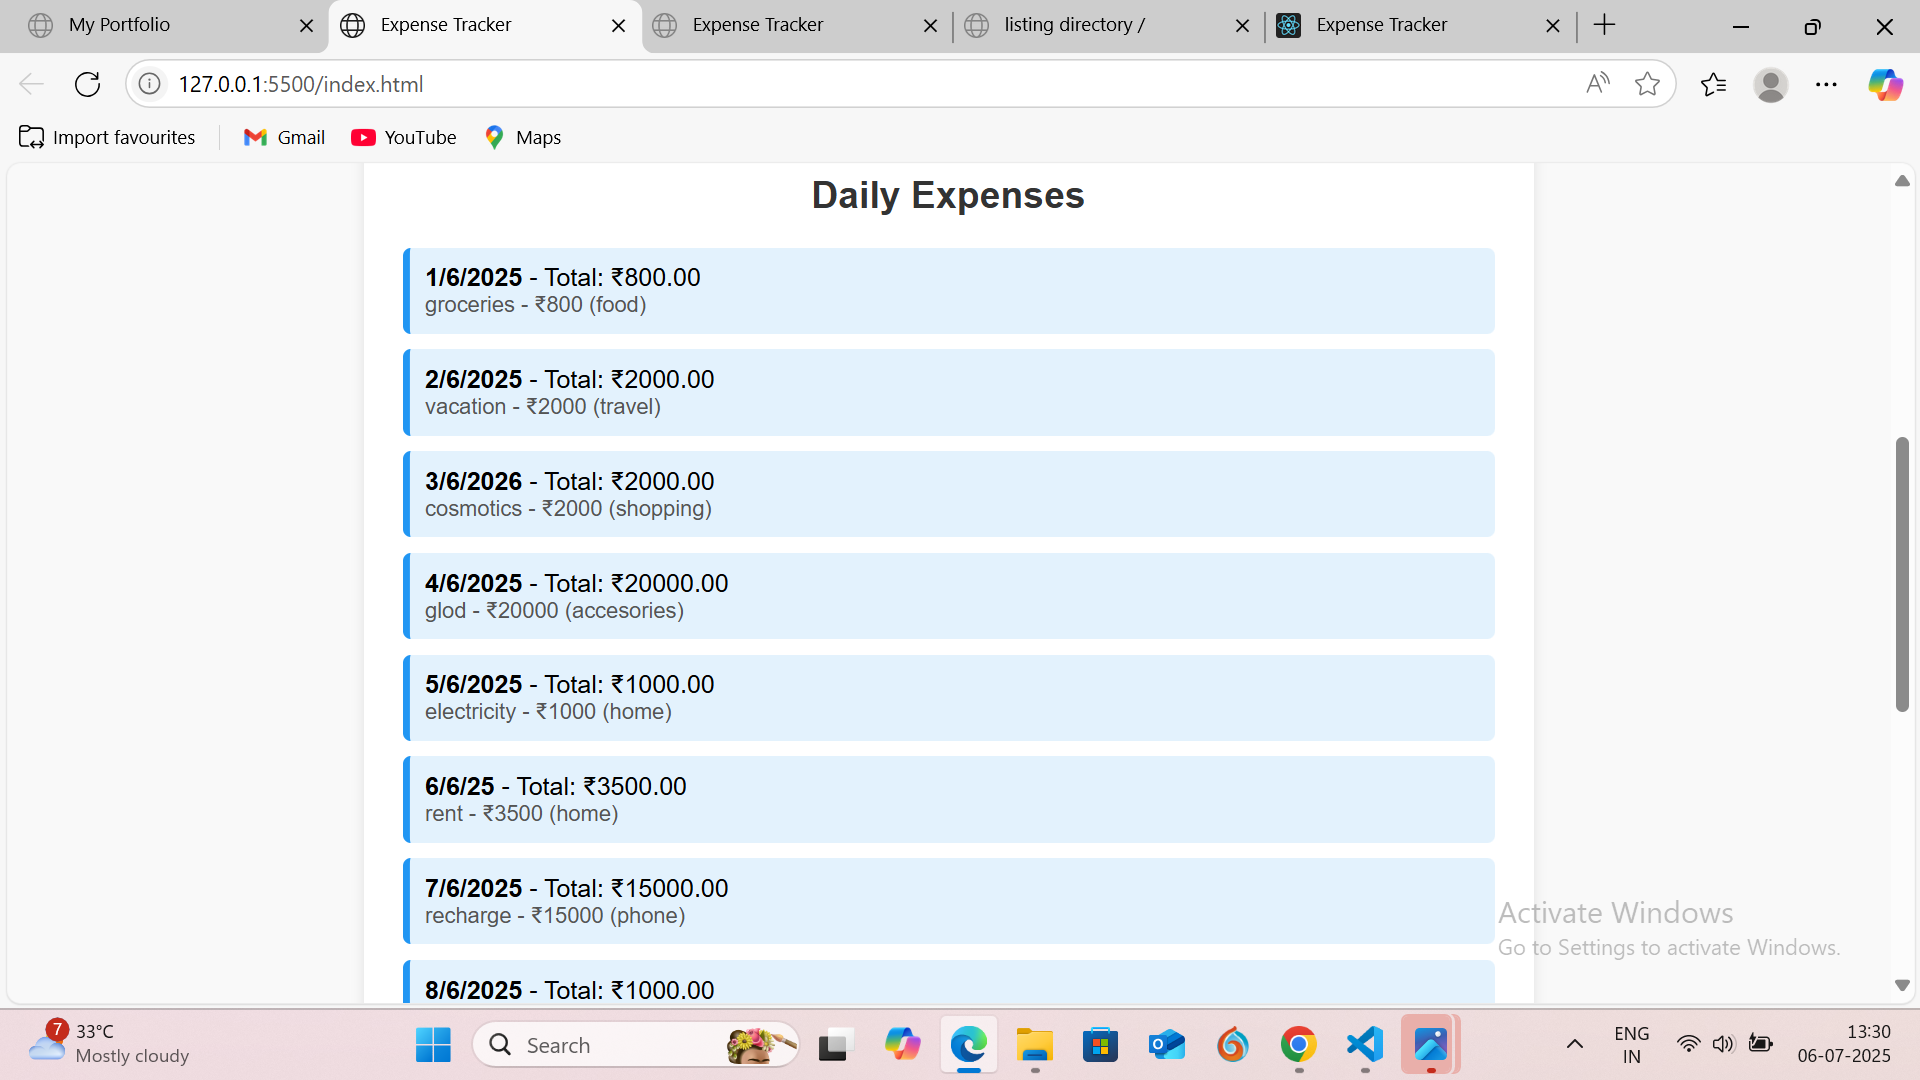 My Portfolio
Expense Tracker
Expense Tracker
listing directory /
Expense Tracker
127.0.0.1:5500/index.html
Import favourites
Gmail
YouTube
Maps
Daily Expenses
1/6/2025 - Total: ₹800.00
groceries - ₹800 (food)
2/6/2025 - Total: ₹2000.00
vacation - ₹2000 (travel)
3/6/2026 - Total: ₹2000.00
cosmotics - ₹2000 (shopping)
4/6/2025 - Total: ₹20000.00
glod - ₹20000 (accesories)
5/6/2025 - Total: ₹1000.00
electricity - ₹1000 (home)
6/6/25 - Total: ₹3500.00
rent - ₹3500 (home)
7/6/2025 - Total: ₹15000.00
recharge - ₹15000 (phone)
8/6/2025 - Total: ₹1000.00
Activate Windows
Go to Settings to activate Windows.
7
33°C
Mostly cloudy
Search
ENG
IN
13:30
06-07-2025